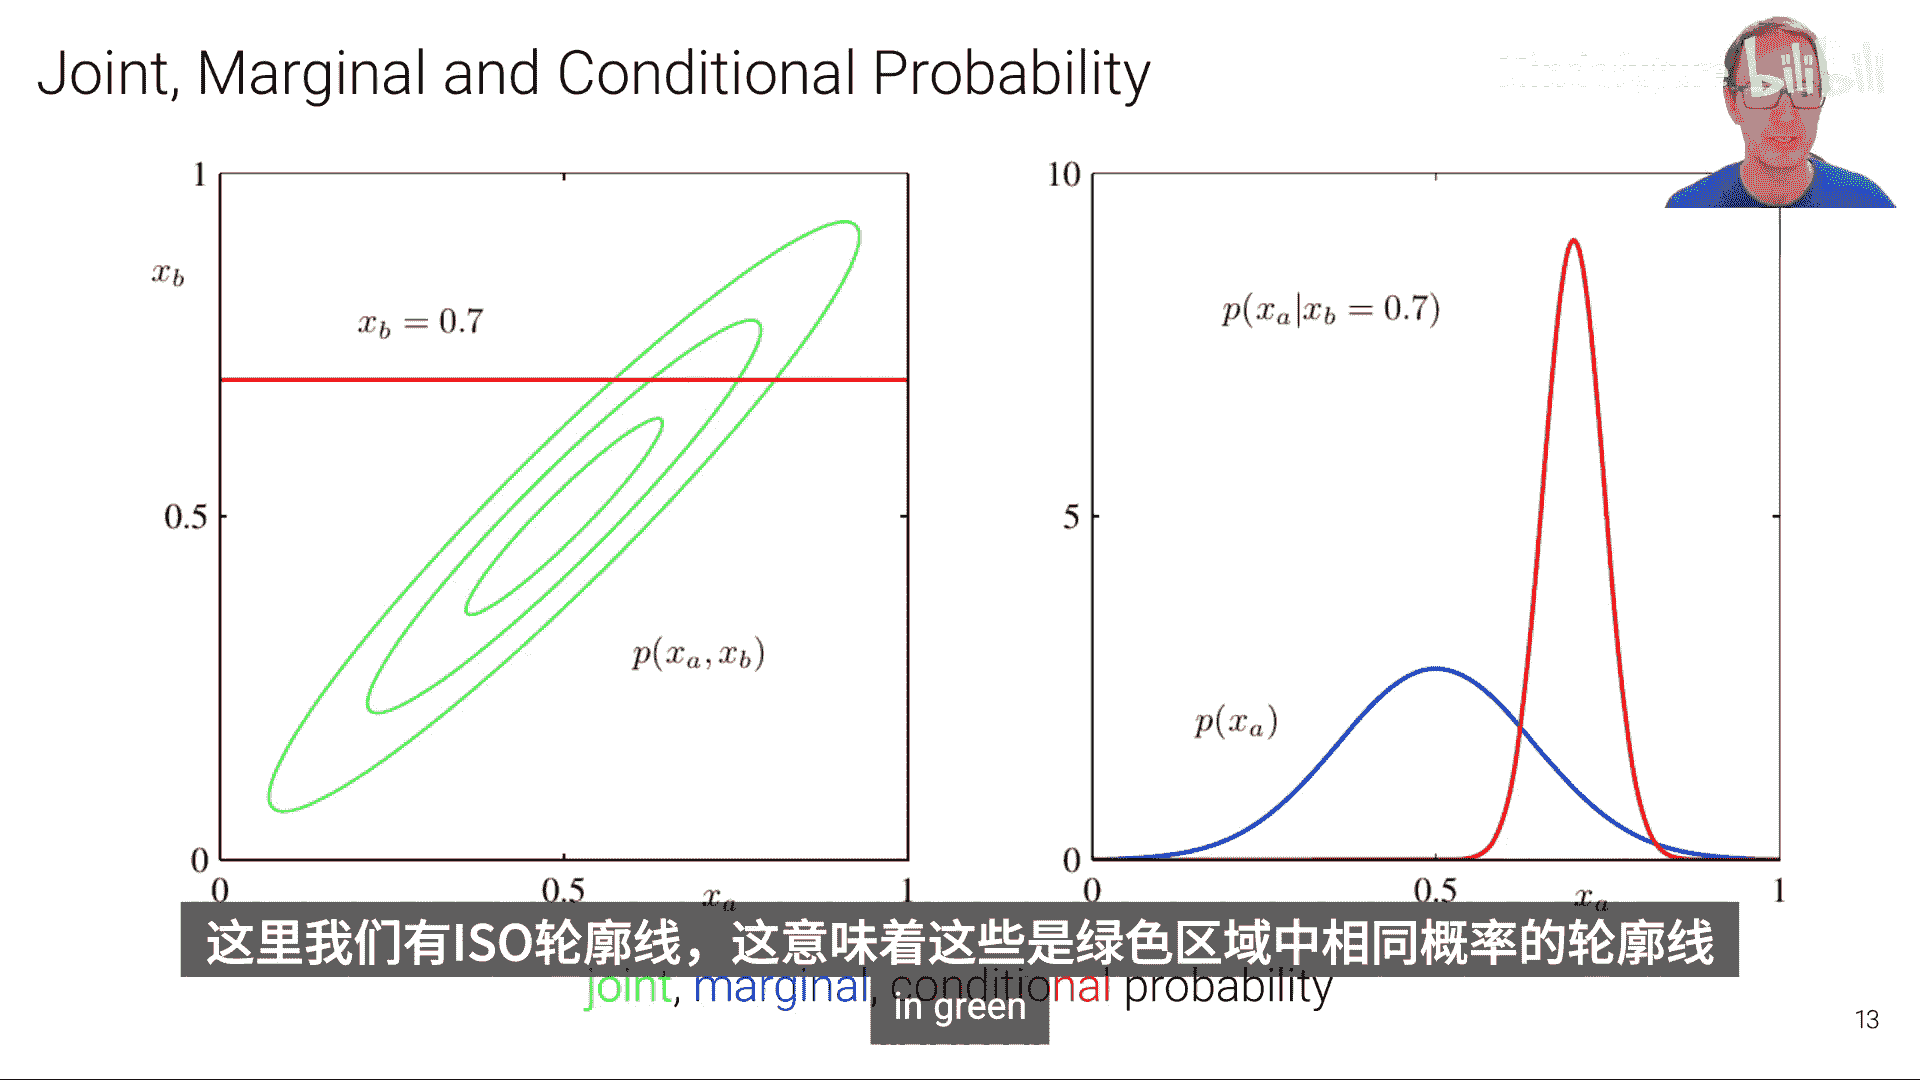 Joint, Marginal and Conditional Probability
bilibili
1
x_b
x_b = 0.7
0.5
p(x_a, x_b)
0
0
0.5
x_a
1
10
p(x_a|x_b = 0.7)
5
p(x_a)
0
0
0.5
x_a
1
这里我们有ISO轮廓线，这意味着这些是绿色区域中相同概率的轮廓线
joint, marginal, conditional probability
in green
13